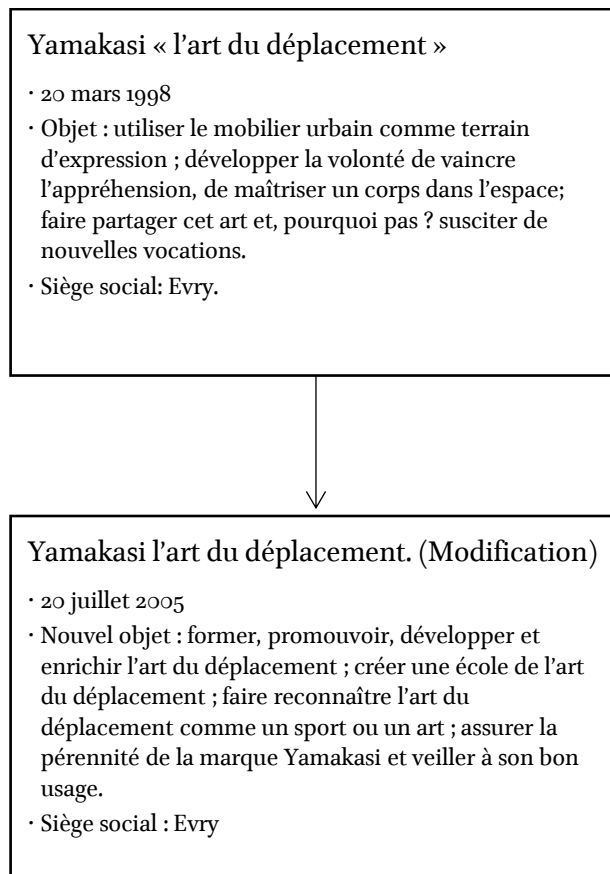 Yamakasi « l’art du déplacement »
· 20 mars 1998
· Objet : utiliser le mobilier urbain comme terrain
d’expression ; développer la volonté de vaincre
l’appréhension, de maîtriser un corps dans l’espace;
faire partager cet art et, pourquoi pas ? susciter de
nouvelles vocations.
· Siège social: Evry.
Yamakasi l’art du déplacement. (Modification)
· 20 juillet 2005
· Nouvel objet : former, promouvoir, développer et
enrichir l’art du déplacement ; créer une école de l’art
du déplacement ; faire reconnaître l’art du
déplacement comme un sport ou un art ; assurer la
pérennité de la marque Yamakasi et veiller à son bon
usage.
· Siège social : Evry